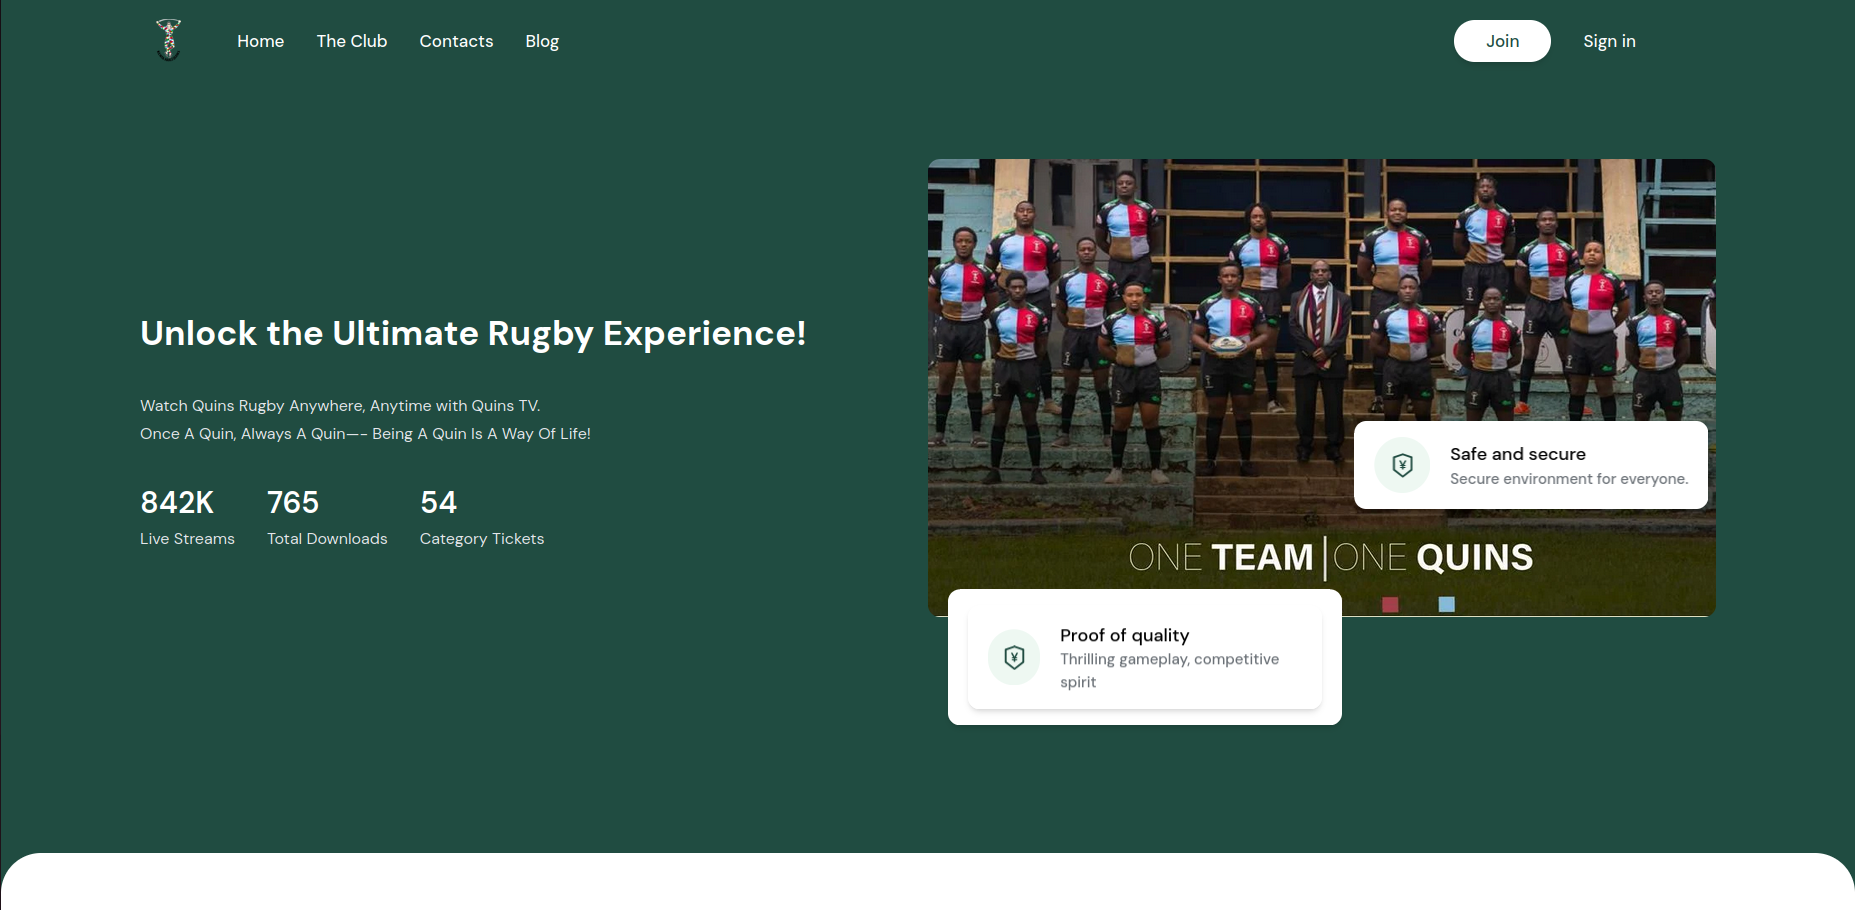 Home
The Club
Contacts
Blog
Join
Sign in
Unlock the Ultimate Rugby Experience!
Watch Quins Rugby Anywhere, Anytime with Quins TV.
Once A Quin, Always A Quin—- Being A Quin Is A Way Of Life!
842K
Live Streams
765
Total Downloads
54
Category Tickets
Safe and secure
Secure environment for everyone.
ONE TEAM|ONE QUINS
Proof of quality
Thrilling gameplay, competitive
spirit